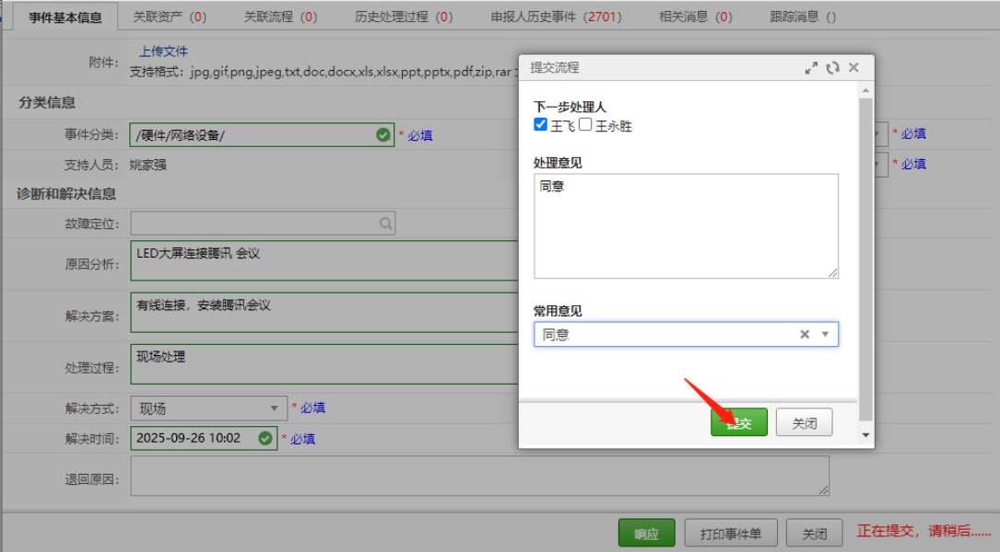 事件基本信息 关联资产 (0) 关联流程 (0) 历史处理过程 (0) 申报人历史事件 (2701) 相关消息 (0) 跟踪消息 ()
附件: 上传文件
支持格式: jpg,gif,png,jpeg,txt,doc,docx,xls,xlsx,ppt,pptx,pdf,zip,rar
分类信息
事件分类: /硬件/网络设备/ * 必填 * 必填
支持人员: 姚家强 * 必填
诊断和解决信息
故障定位:
原因分析: LED大屏连接腾讯 会议
解决方案: 有线连接，安装腾讯会议
处理过程: 现场处理
解决方式: 现场 * 必填
解决时间: 2025-09-26 10:02 * 必填
退回原因:
提交流程
下一步处理人
王飞 王永胜
处理意见
同意
常用意见
同意
提交 关闭
响应 打印事件单 关闭 正在提交，请稍后......